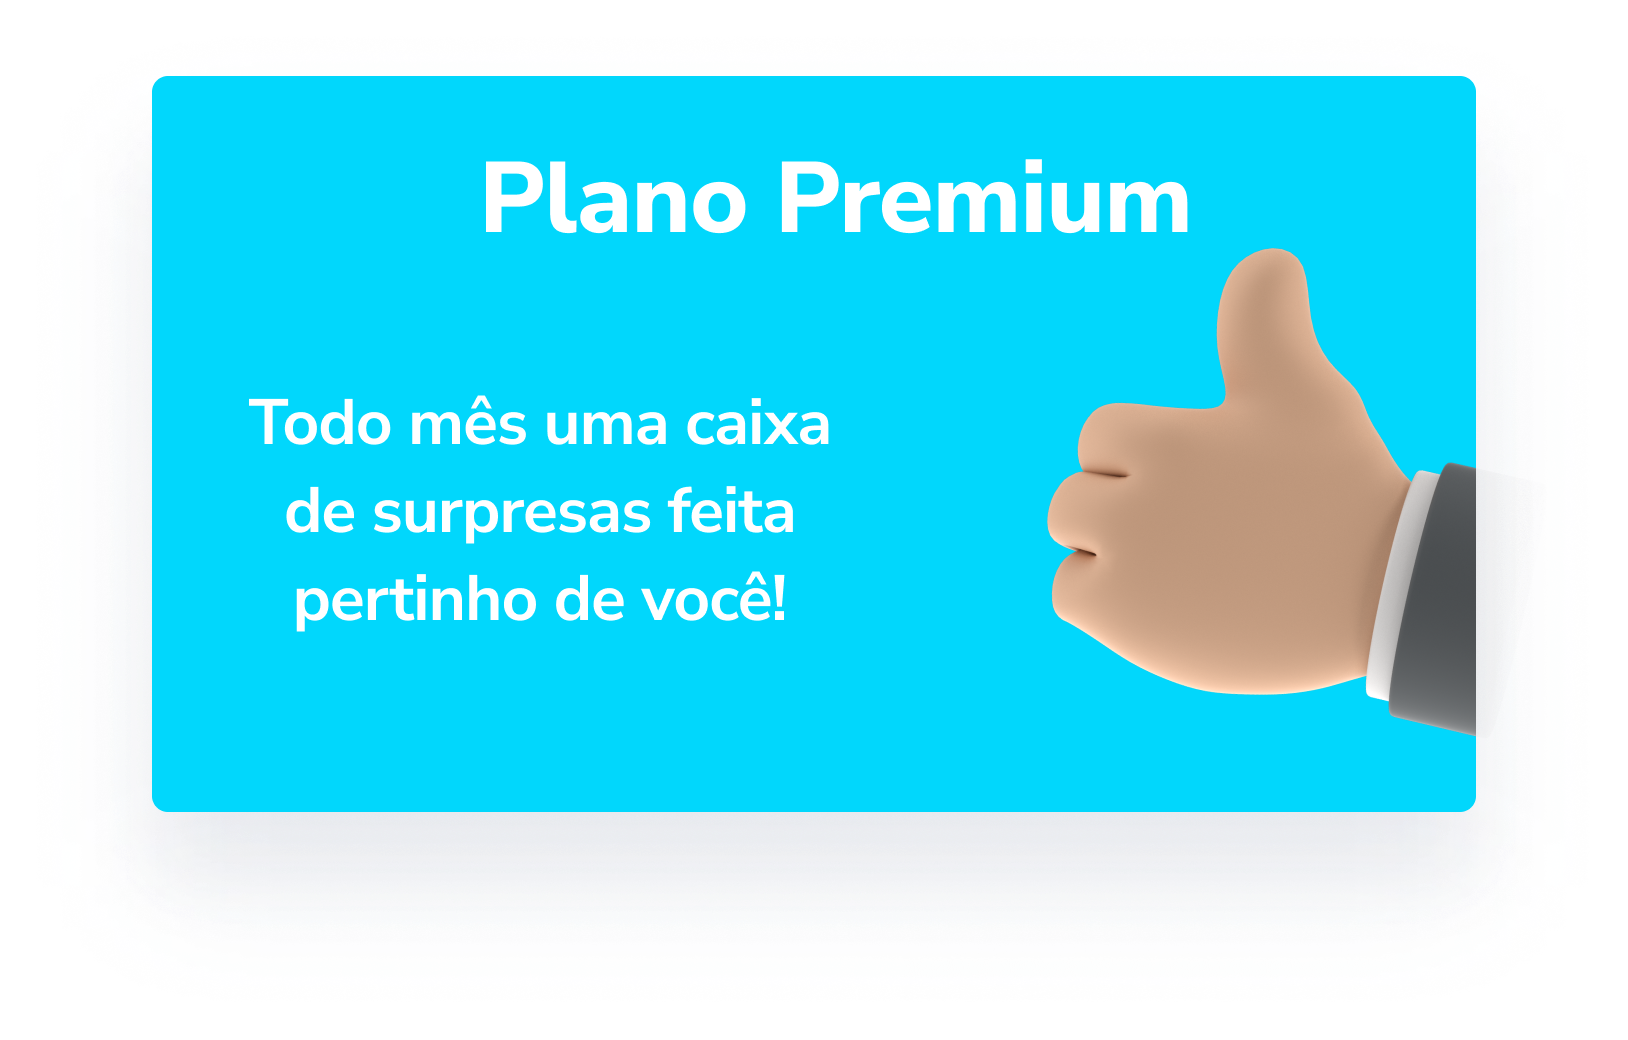 Plano Premium
Todo mês uma caixa
de surpresas feita
pertinho de você!